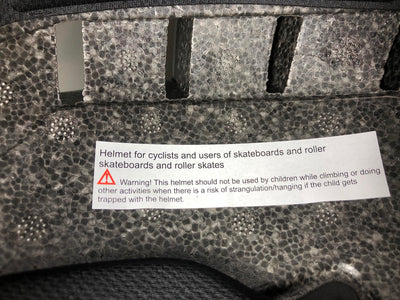 Helmet for cyclists and users of skateboards and roller
skateboards and roller skates
Warning! This helmet should not be used by children while climbing or doing
other activities when there is a risk of strangulation/hanging if the child gets
trapped with the helmet.